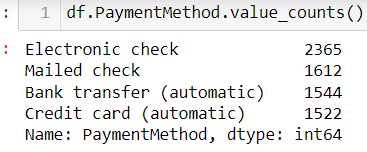 : 1 df.PaymentMethod.value_counts()
: Electronic check 2365
Mailed check 1612
Bank transfer (automatic) 1544
Credit card (automatic) 1522
Name: PaymentMethod, dtype: int64